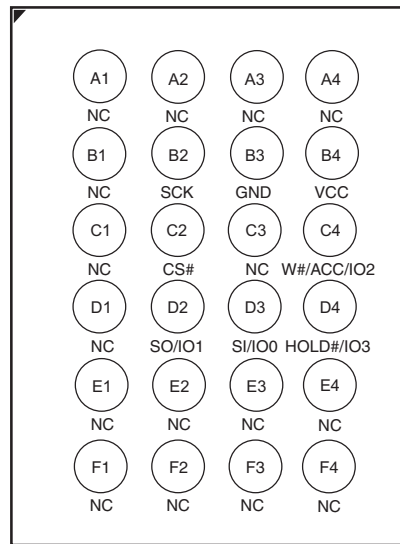 A1 A2 A3 A4
NC NC NC NC
B1 B2 B3 B4
NC SCK GND VCC
C1 C2 C3 C4
NC CS# NC W#/ACC/IO2
D1 D2 D3 D4
NC SO/IO1 SI/IO0 HOLD#/IO3
E1 E2 E3 E4
NC NC NC NC
F1 F2 F3 F4
NC NC NC NC